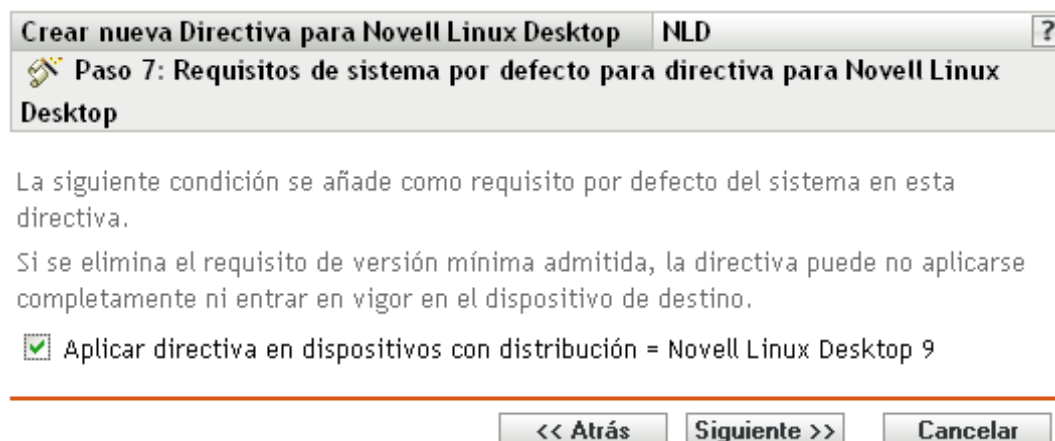 Crear nueva Directiva para Novell Linux Desktop NLD ?
Paso 7: Requisitos de sistema por defecto para directiva para Novell Linux
Desktop
La siguiente condición se añade como requisito por defecto del sistema en esta
directiva.
Si se elimina el requisito de versión mínima admitida, la directiva puede no aplicarse
completamente ni entrar en vigor en el dispositivo de destino.
Aplicar directiva en dispositivos con distribución = Novell Linux Desktop 9
<< Atrás Siguiente >> Cancelar